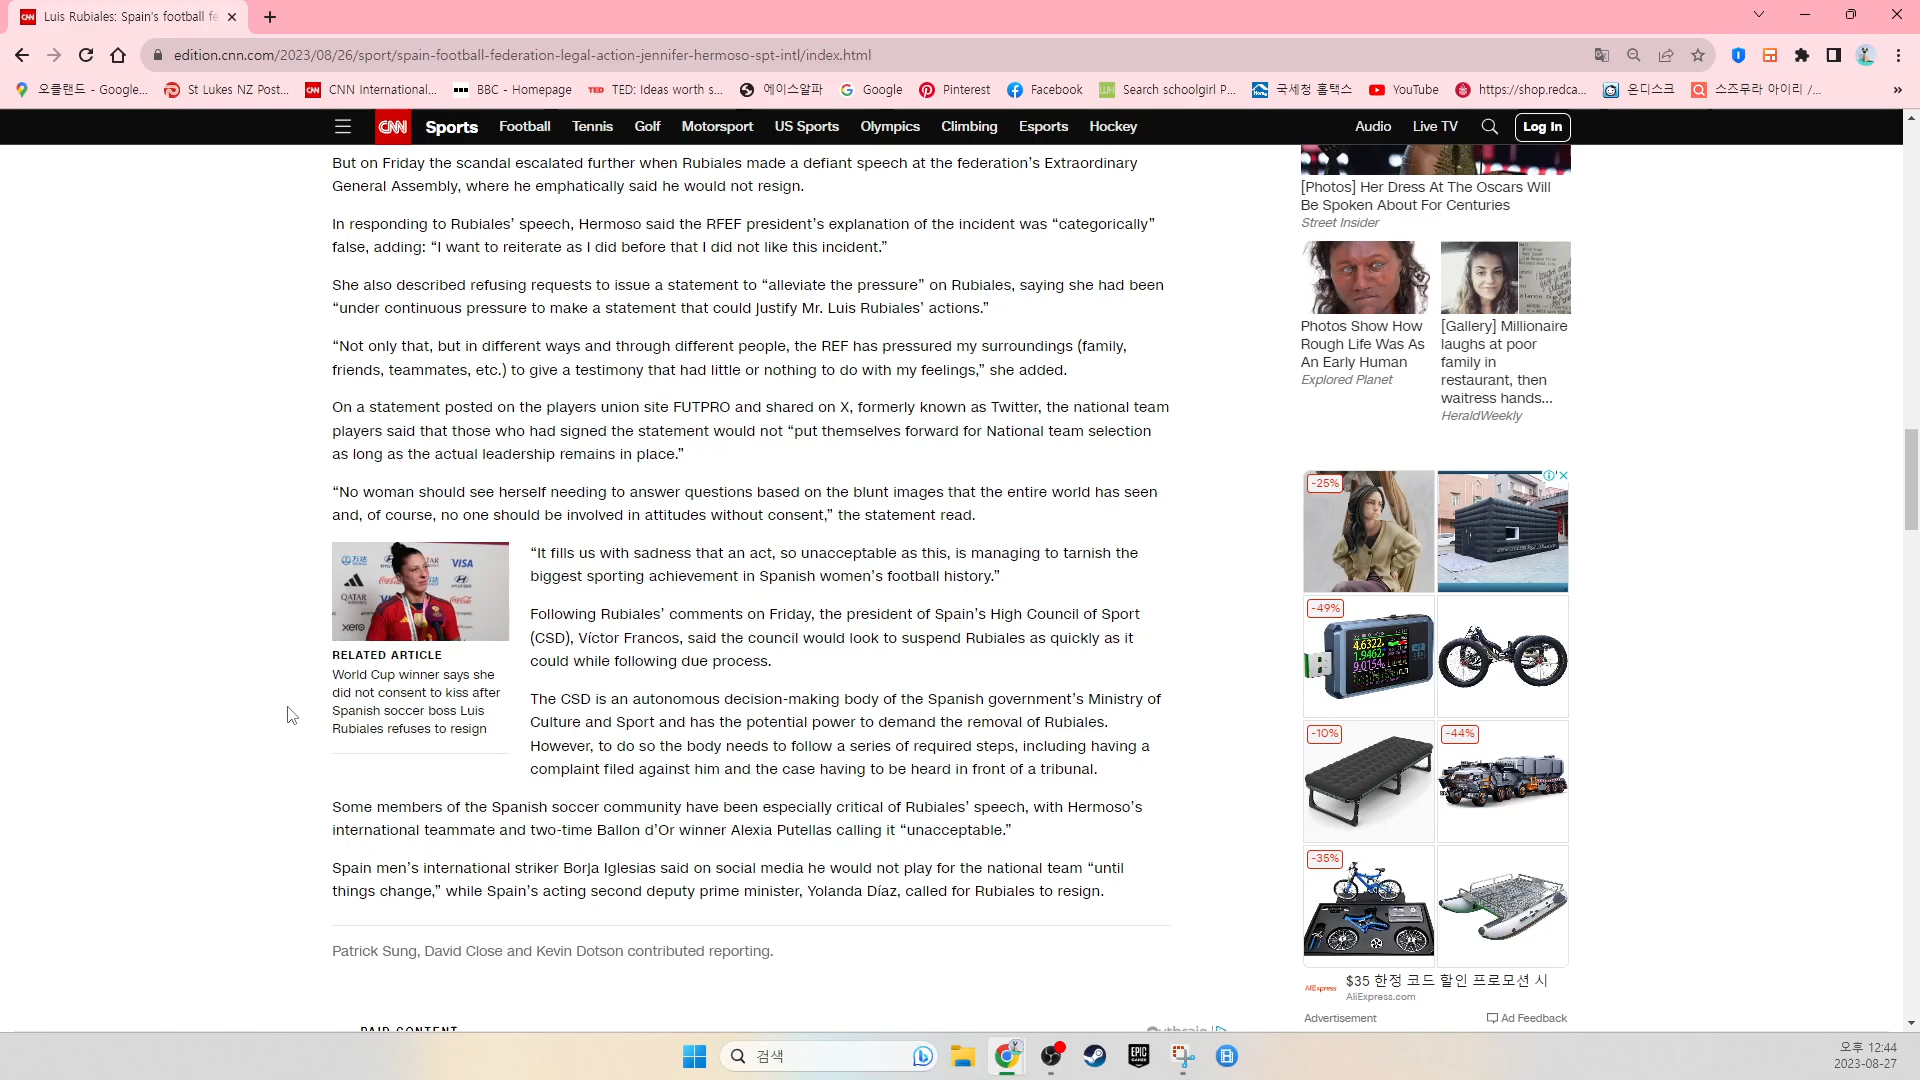 Luis Rubiales: Spain's football fe
edition.cnn.com/2023/08/26/sport/spain-football-federation-legal-action-jennifer-hermoso-spt-intl/index.html
오클랜드 - Google...
St Lukes NZ Post...
CNN International...
BBC - Homepage
TED: Ideas worth s...
에이스알파
Google
Pinterest
Facebook
Search schoolgirl P...
국세청 홈택스
YouTube
https://shop.redca...
온디스크
스즈무라 아이리 /...
CNN Sports Football Tennis Golf Motorsport US Sports Olympics Climbing Esports Hockey Audio Live TV Log In
But on Friday the scandal escalated further when Rubiales made a defiant speech at the federation's Extraordinary
General Assembly, where he emphatically said he would not resign.
In responding to Rubiales' speech, Hermoso said the RFEF president's explanation of the incident was “categorically”
false, adding: “I want to reiterate as I did before that I did not like this incident.”
She also described refusing requests to issue a statement to “alleviate the pressure” on Rubiales, saying she had been
“under continuous pressure to make a statement that could justify Mr. Luis Rubiales' actions.”
“Not only that, but in different ways and through different people, the REF has pressured my surroundings (family,
friends, teammates, etc.) to give a testimony that had little or nothing to do with my feelings,” she added.
On a statement posted on the players union site FUTPRO and shared on X, formerly known as Twitter, the national team
players said that those who had signed the statement would not “put themselves forward for National team selection
as long as the actual leadership remains in place.”
“No woman should see herself needing to answer questions based on the blunt images that the entire world has seen
and, of course, no one should be involved in attitudes without consent,” the statement read.
VISA
QATAR
xero
RELATED ARTICLE
World Cup winner says she
did not consent to kiss after
Spanish soccer boss Luis
Rubiales refuses to resign
“It fills us with sadness that an act, so unacceptable as this, is managing to tarnish the
biggest sporting achievement in Spanish women's football history.”
Following Rubiales' comments on Friday, the president of Spain's High Council of Sport
(CSD), Víctor Francos, said the council would look to suspend Rubiales as quickly as it
could while following due process.
The CSD is an autonomous decision-making body of the Spanish government's Ministry of
Culture and Sport and has the potential power to demand the removal of Rubiales.
However, to do so the body needs to follow a series of required steps, including having a
complaint filed against him and the case having to be heard in front of a tribunal.
Some members of the Spanish soccer community have been especially critical of Rubiales' speech, with Hermoso's
international teammate and two-time Ballon d'Or winner Alexia Putellas calling it “unacceptable.”
Spain men's international striker Borja Iglesias said on social media he would not play for the national team “until
things change,” while Spain's acting second deputy prime minister, Yolanda Díaz, called for Rubiales to resign.
Patrick Sung, David Close and Kevin Dotson contributed reporting.
PAID CONTENT
[Photos] Her Dress At The Oscars Will
Be Spoken About For Centuries
Street Insider
Photos Show How
Rough Life Was As
An Early Human
Explored Planet
[Gallery] Millionaire
laughs at poor
family in
restaurant, then
waitress hands...
HeraldWeekly
-25%
-49%
4.6322
1.9462
9.0154
-10%
-44%
-35%
AliExpress
$35 한정 코드 할인 프로모션 시
AliExpress.com
Advertisement
Ad Feedback
검색
EPIC
GAMES
오후 12:44
2023-08-27